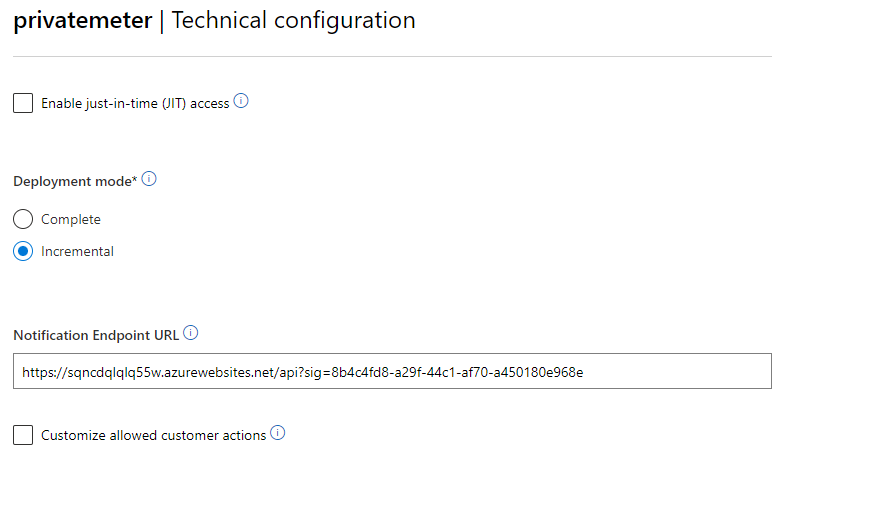 privatemeter | Technical configuration
Enable just-in-time (JIT) access
Deployment mode*
Complete
Incremental
Notification Endpoint URL
https://sqncdqlqlq55w.azurewebsites.net/api?sig=8b4c4fd8-a29f-44c1-af70-a450180e968e
Customize allowed customer actions